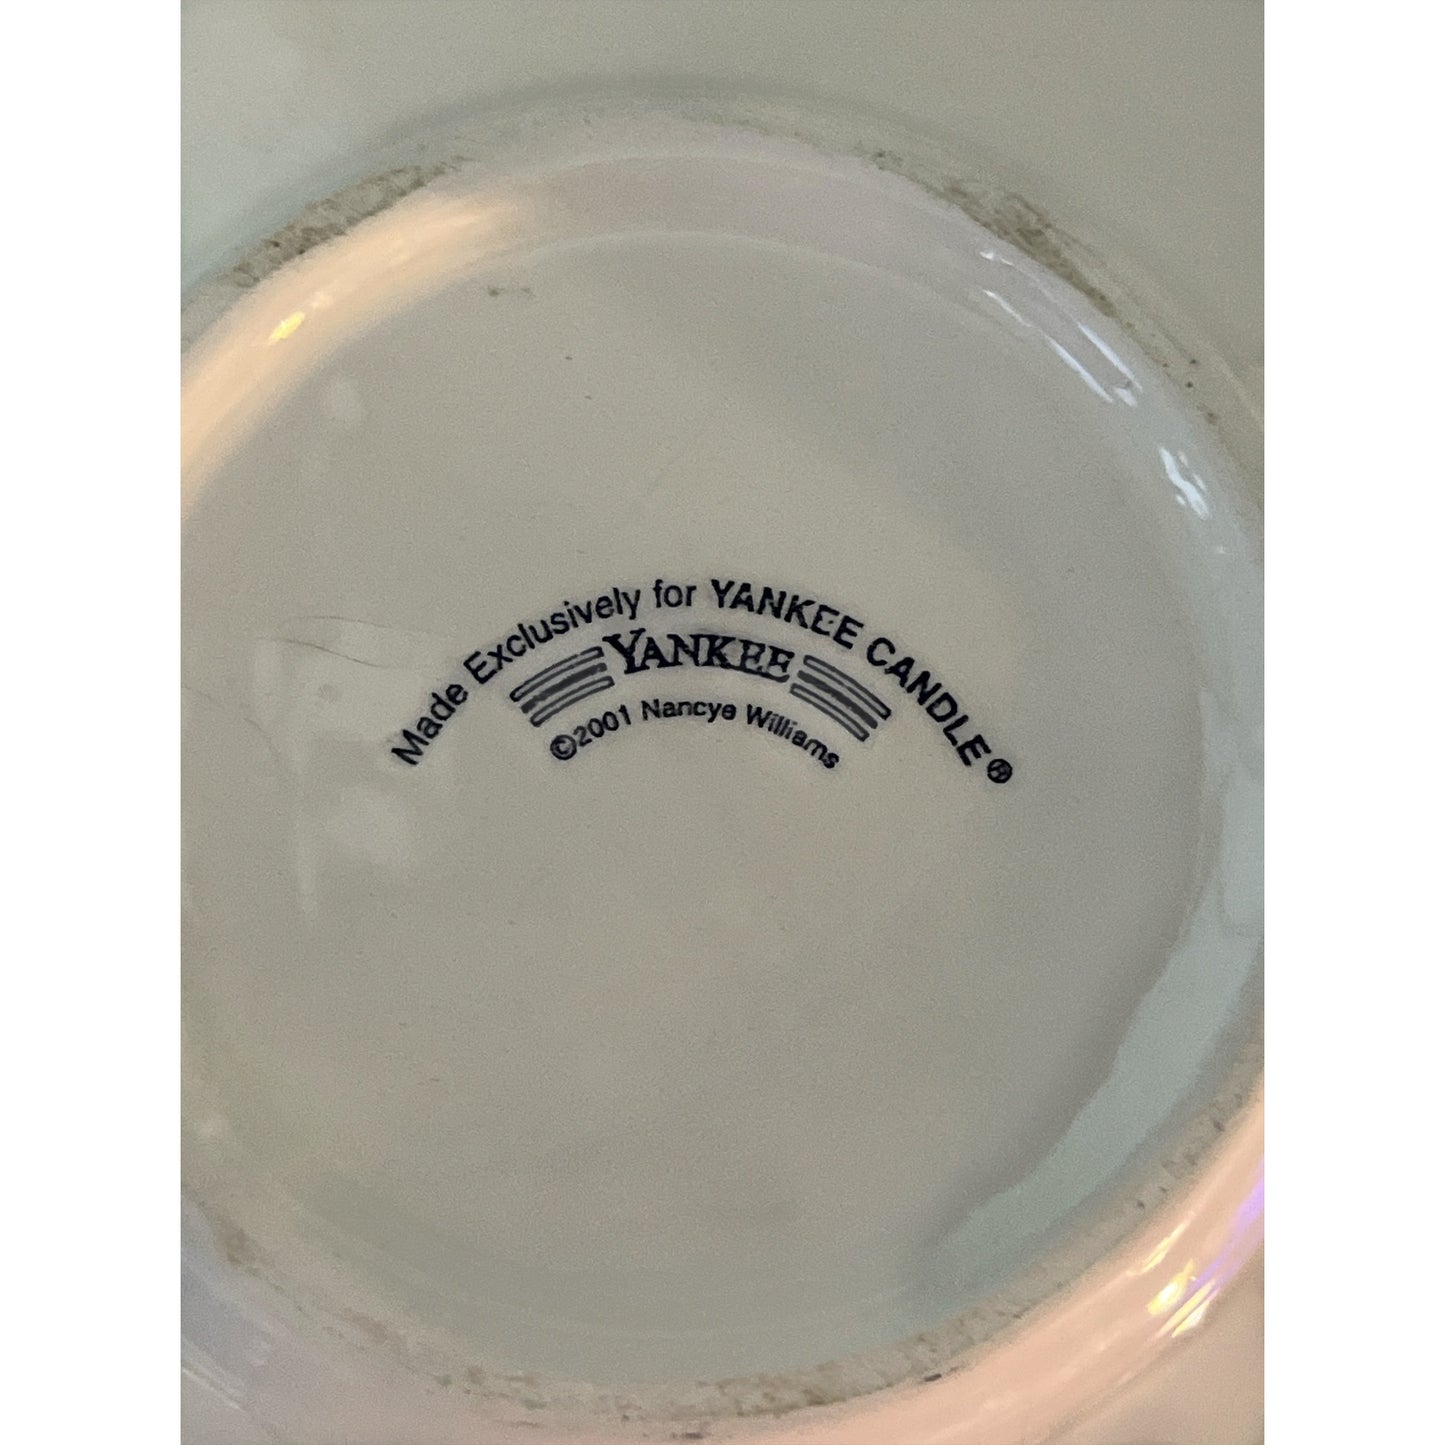 Made Exclusively for YANKEE CANDLE®
YANKEE
©2001 Nancye Williams